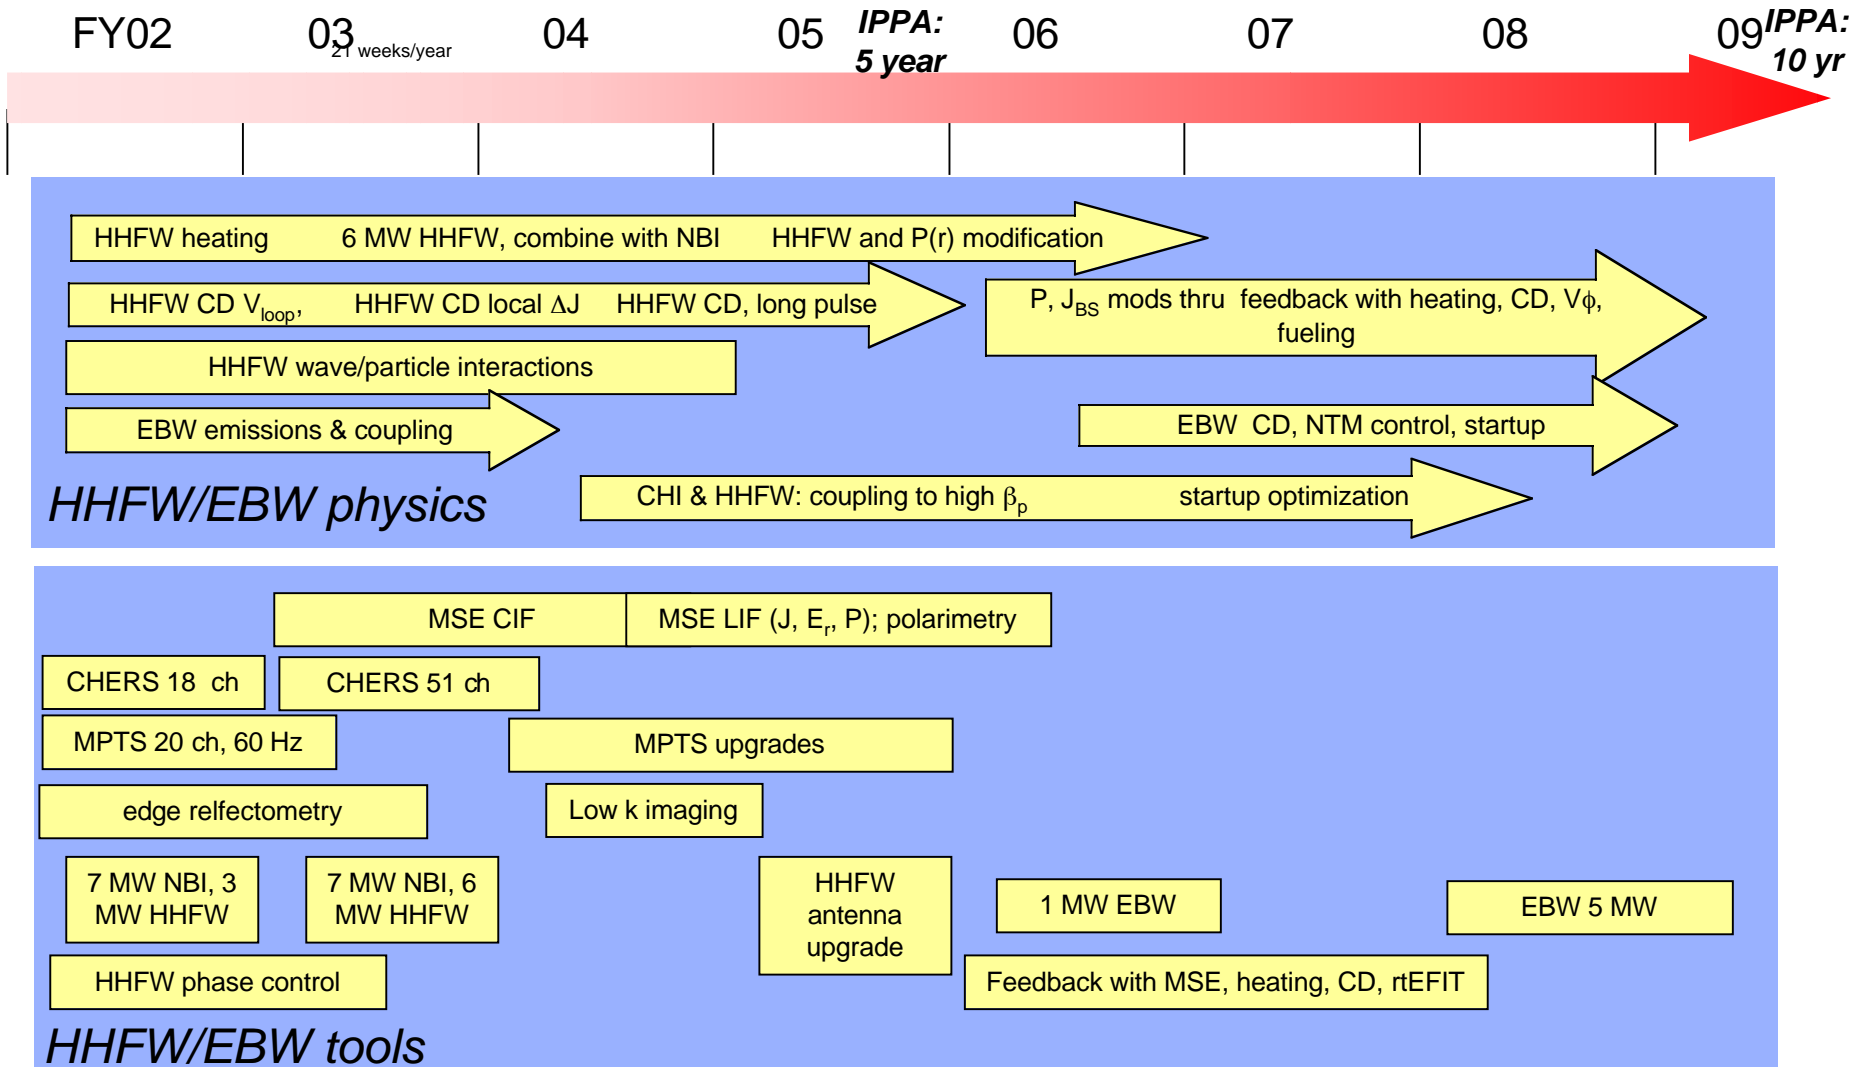 FY02 03 04 05 IPPA: 06 07 08 09 IPPA:
21 weeks/year 5 year 10 yr
HHFW heating 6 MW HHFW, combine with NBI HHFW and P(r) modification
HHFW CD V_loop, HHFW CD local ΔJ HHFW CD, long pulse
P, J_BS mods thru feedback with heating, CD, Vϕ,
fueling
HHFW wave/particle interactions
EBW emissions & coupling
EBW CD, NTM control, startup
CHI & HHFW: coupling to high β_p startup optimization
HHFW/EBW physics
MSE CIF
MSE LIF (J, E_r, P); polarimetry
CHERS 18 ch
CHERS 51 ch
MPTS 20 ch, 60 Hz
MPTS upgrades
edge relfectometry
Low k imaging
7 MW NBI, 3
MW HHFW
7 MW NBI, 6
MW HHFW
HHFW
antenna
upgrade
1 MW EBW
EBW 5 MW
HHFW phase control
Feedback with MSE, heating, CD, rtEFIT
HHFW/EBW tools